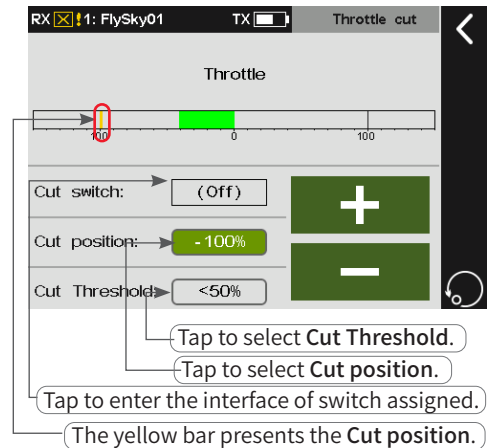 RX !1: FlySky01 TX Throttle cut
Throttle
100 0 100
Cut switch: (Off)
Cut position: -100%
Cut Threshold: <50%
Tap to select Cut Threshold.
Tap to select Cut position.
Tap to enter the interface of switch assigned.
The yellow bar presents the Cut position.